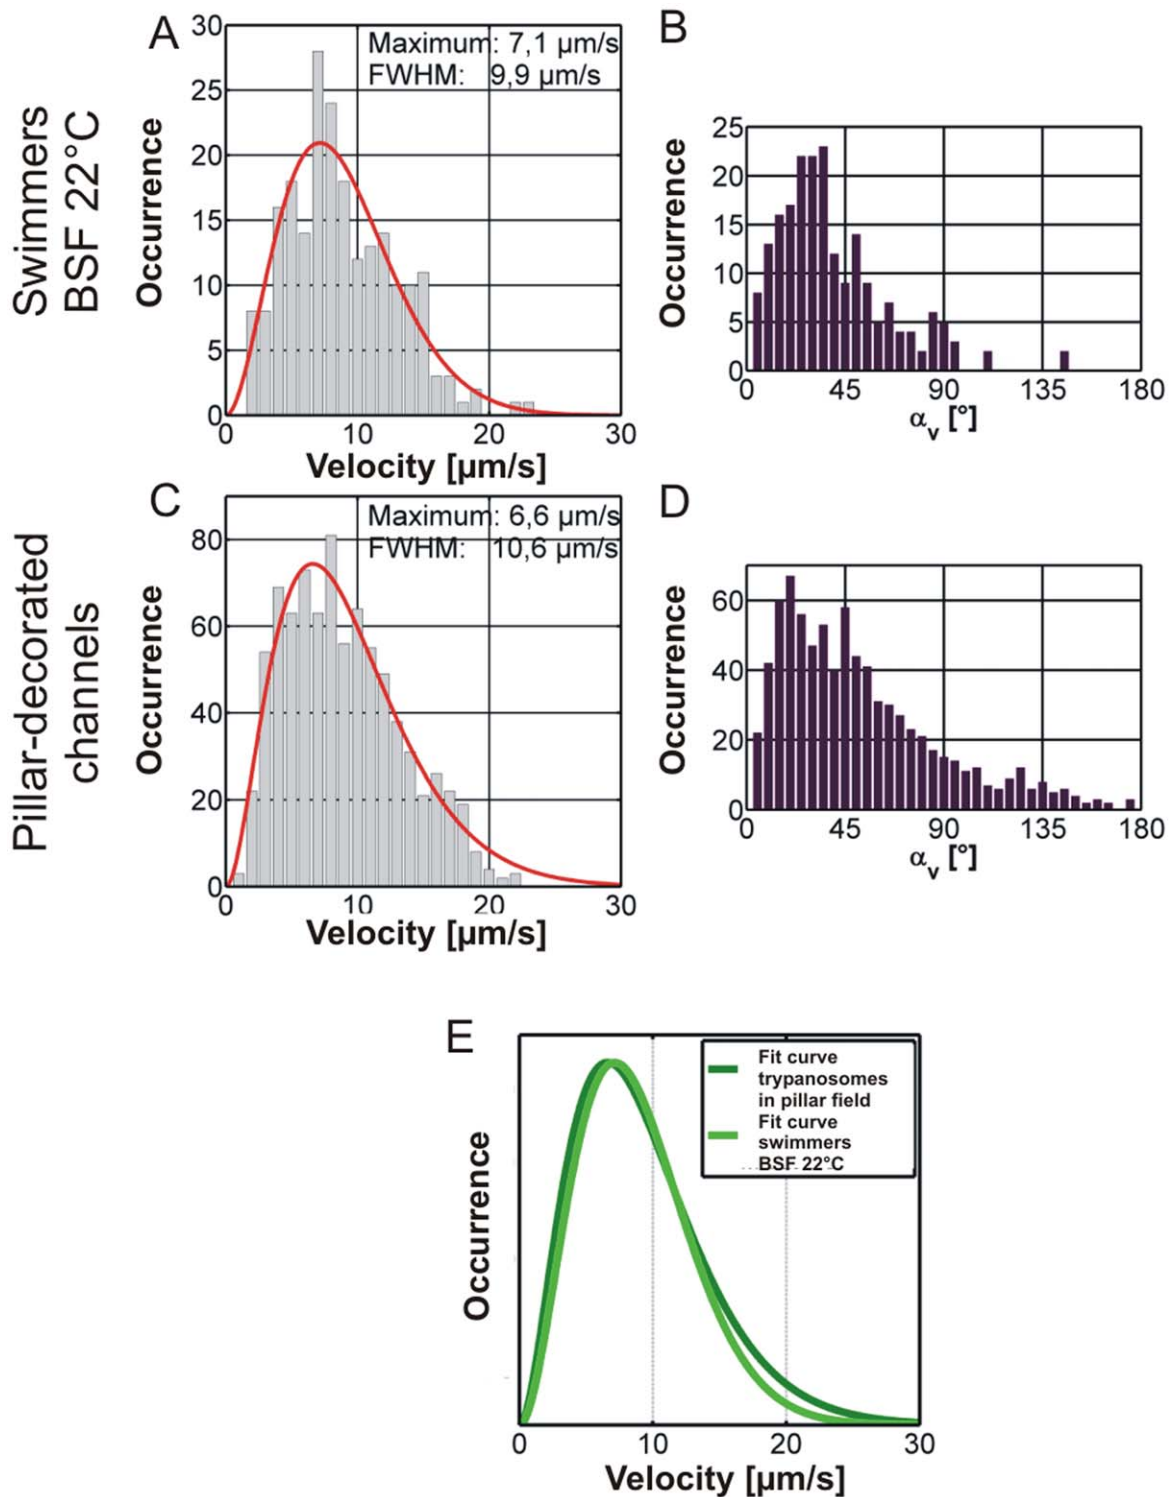 Swimmers
BSF 22°C
A
30
25
20
15
10
5
0
Occurrence
Maximum: 7,1 µm/s
FWHM: 9,9 µm/s
0 10 20 30
Velocity [µm/s]
B
25
20
15
10
5
0
Occurrence
0 45 90 135 180
αv [°]
Pillar-decorated
channels
C
80
60
40
20
0
Occurrence
Maximum: 6,6 µm/s
FWHM: 10,6 µm/s
0 10 20 30
Velocity [µm/s]
D
60
40
20
0
Occurrence
0 45 90 135 180
αv [°]
E
Occurrence
Fit curve
trypanosomes
in pillar field
Fit curve
swimmers
BSF 22°C
0 10 20 30
Velocity [µm/s]